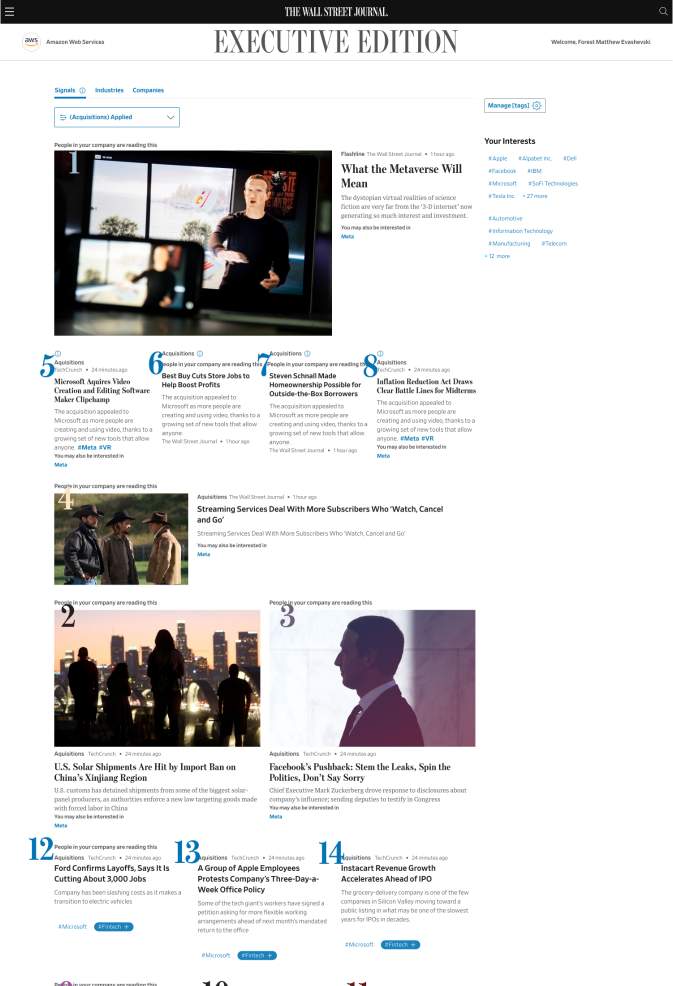 THE WALL STREET JOURNAL.
aws
Amazon Web Services
EXECUTIVE EDITION
Welcome, Forest Matthew Evashevski
Signals Industries Companies
(Acquisitions) Applied
Manage [tags]
Your Interests
#Apple #Alpabet Inc. #Dell
#Facebook #IBM
#Microsoft #SoFi Technologies
#Tesla Inc. + 27 more
#Automotive
#Information Technology
#Manufacturing #Telecom
+ 12 more
People in your company are reading this
1
Flashline The Wall Street Journal • 1 hour ago
What the Metaverse Will
Mean
The dystopian virtual realities of science
fiction are very far from the '3-D internet' now
generating so much interest and investment.
You may also be interested in
Meta
5
Aquisitions
TechCrunch • 24 minutes ago
Microsoft Aquires Video
Creation and Editing Software
Maker Clipchamp
The acquisition appealed to
Microsoft as more people are
creating and using video, thanks to a
growing set of new tools that allow
anyone. #Meta #VR
You may also be interested in
Meta
6
Acquisitions
People in your company are reading this
Best Buy Cuts Store Jobs to
Help Boost Profits
The acquisition appealed to
Microsoft as more people are
creating and using video, thanks to a
growing set of new tools that allow
anyone.
The Wall Street Journal • 1 hour ago
7
Acquisitions
People in your company are reading th
Steven Schnall Made
Homeownership Possible for
Outside-the-Box Borrowers
The acquisition appealed to
Microsoft as more people are
creating and using video, thanks to a
growing set of new tools that allow
anyone.
The Wall Street Journal • 1 hour ago
8
Aquisitions
TechCrunch • 24 minutes ago
Inflation Reduction Act Draws
Clear Battle Lines for Midterms
The acquisition appealed to
Microsoft as more people are
creating and using video, thanks to a
growing set of new tools that allow
anyone. #Meta #VR
You may also be interested in
Meta
People in your company are reading this
4
Aquisitions The Wall Street Journal • 1 hour ago
Streaming Services Deal With More Subscribers Who 'Watch, Cancel
and Go'
Streaming Services Deal With More Subscribers Who 'Watch, Cancel and Go'
You may also be interested in
Meta
People in your company are reading this
2
Aquisitions TechCrunch • 24 minutes ago
U.S. Solar Shipments Are Hit by Import Ban on
China's Xinjiang Region
U.S. customs has detained shipments from some of the biggest solar-
panel producers, as authorities enforce a new law targeting goods made
with forced labor in China
You may also be interested in
Meta
People in your company are reading this
3
Aquisitions TechCrunch • 24 minutes ago
Facebook's Pushback: Stem the Leaks, Spin the
Politics, Don't Say Sorry
Chief Executive Mark Zuckerberg drove response to disclosures about
company's influence; sending deputies to testify in Congress
You may also be interested in
Meta
12
People in your company are reading this
Aquisitions TechCrunch • 24 minutes ago
Ford Confirms Layoffs, Says It Is
Cutting About 3,000 Jobs
Company has been slashing costs as it makes a
transition to electric vehicles
#Microsoft #Fintech +
13
Aquisitions TechCrunch • 24 minutes ago
A Group of Apple Employees
Protests Company's Three-Day-a-
Week Office Policy
Some of the tech giant's workers have signed a
petition asking for more flexible working
arrangements ahead of next month's mandated
return to the office
#Microsoft #Fintech +
14
Aquisitions TechCrunch • 24 minutes ago
Instacart Revenue Growth
Accelerates Ahead of IPO
The grocery-delivery company is one of the few
companies in Silicon Valley moving toward a
public listing in what may be one of the slowest
years for IPOs in decades.
#Microsoft #Fintech +
People in your company are reading this
9
10
11